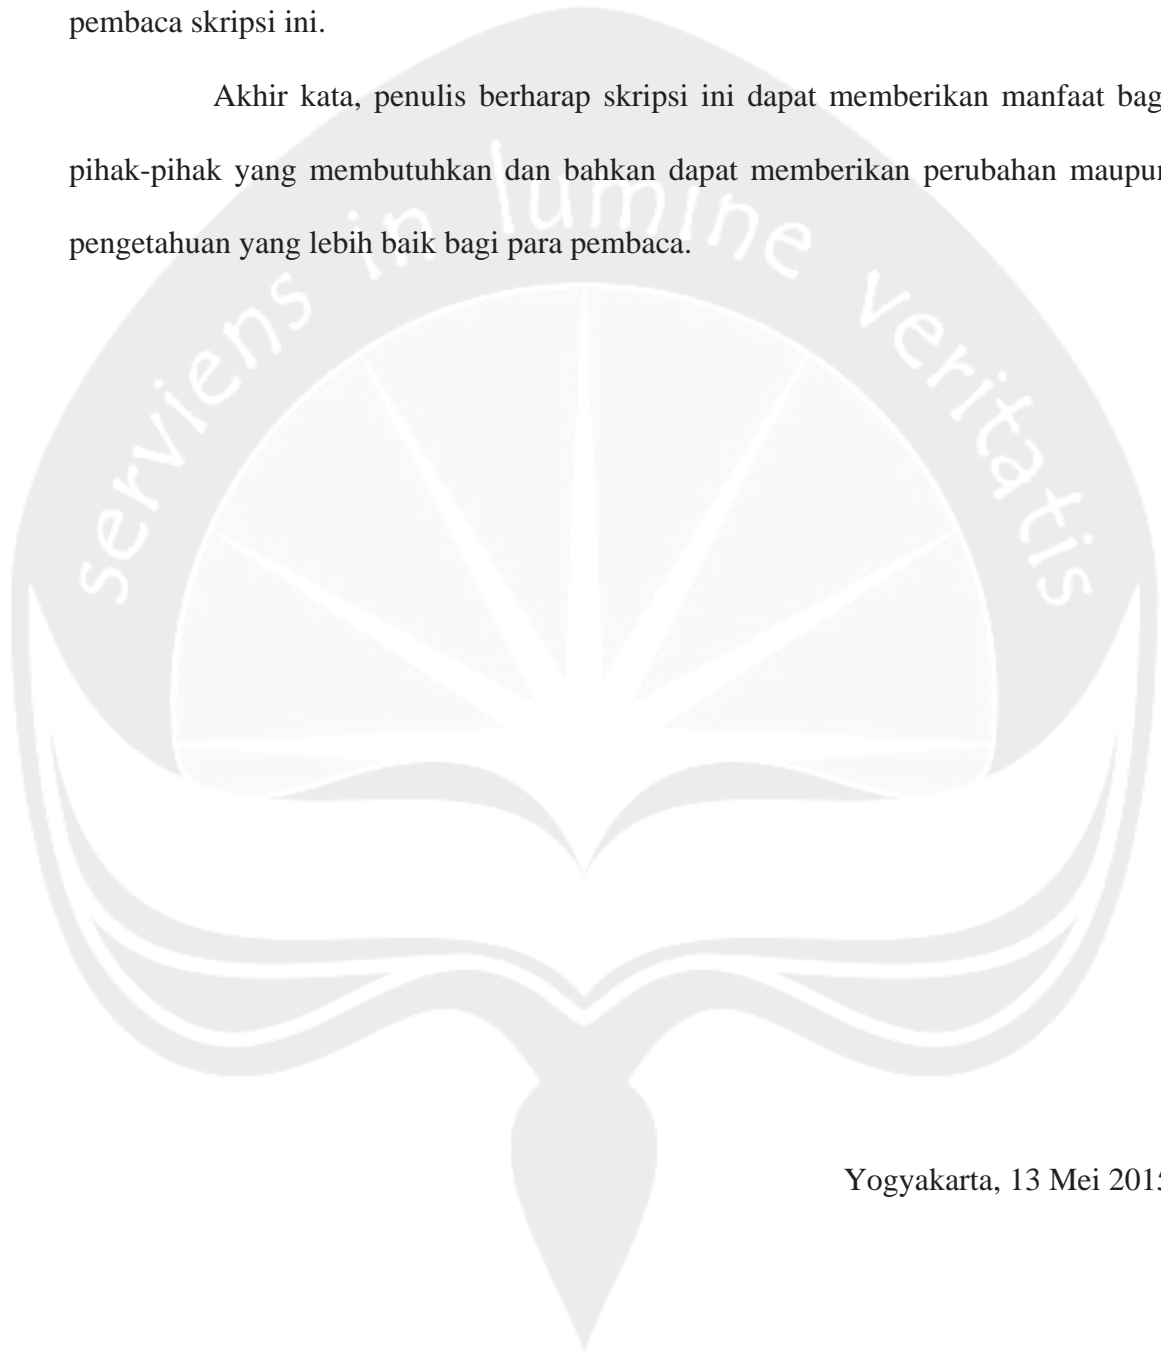 pembaca skripsi ini.
Akhir kata, penulis berharap skripsi ini dapat memberikan manfaat bag
pihak-pihak yang membutuhkan dan bahkan dapat memberikan perubahan maupun
pengetahuan yang lebih baik bagi para pembaca.
serviens in lumine veritatis
Yogyakarta, 13 Mei 2015